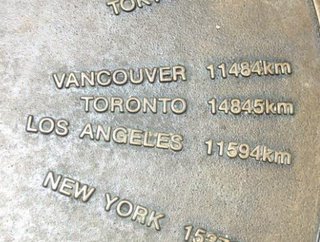 VANCOUVER 11484km
TORONTO 14845km
LOS ANGELES 11594km
NEW YORK